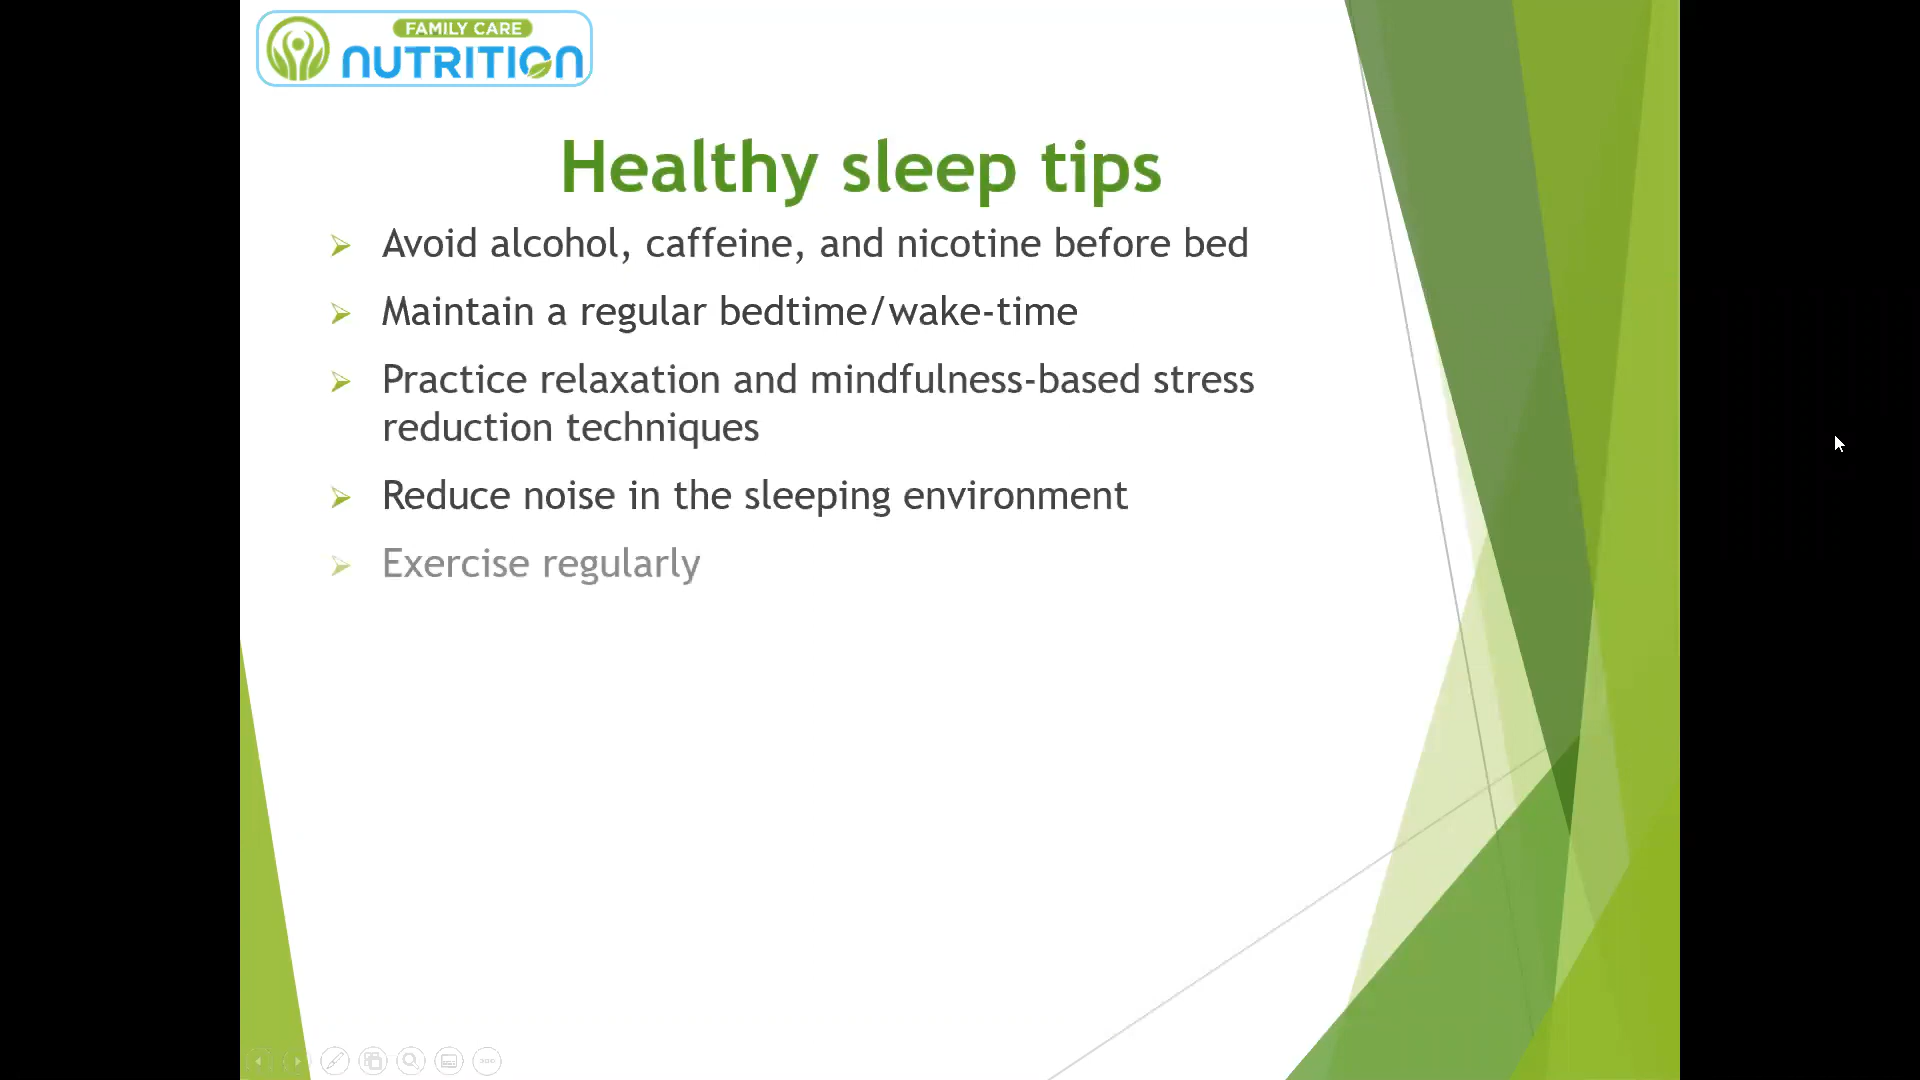 FAMILY CARE
NUTRITION
Healthy sleep tips
Avoid alcohol, caffeine, and nicotine before bed
Maintain a regular bedtime/wake-time
Practice relaxation and mindfulness-based stress
reduction techniques
Reduce noise in the sleeping environment
Exercise regularly